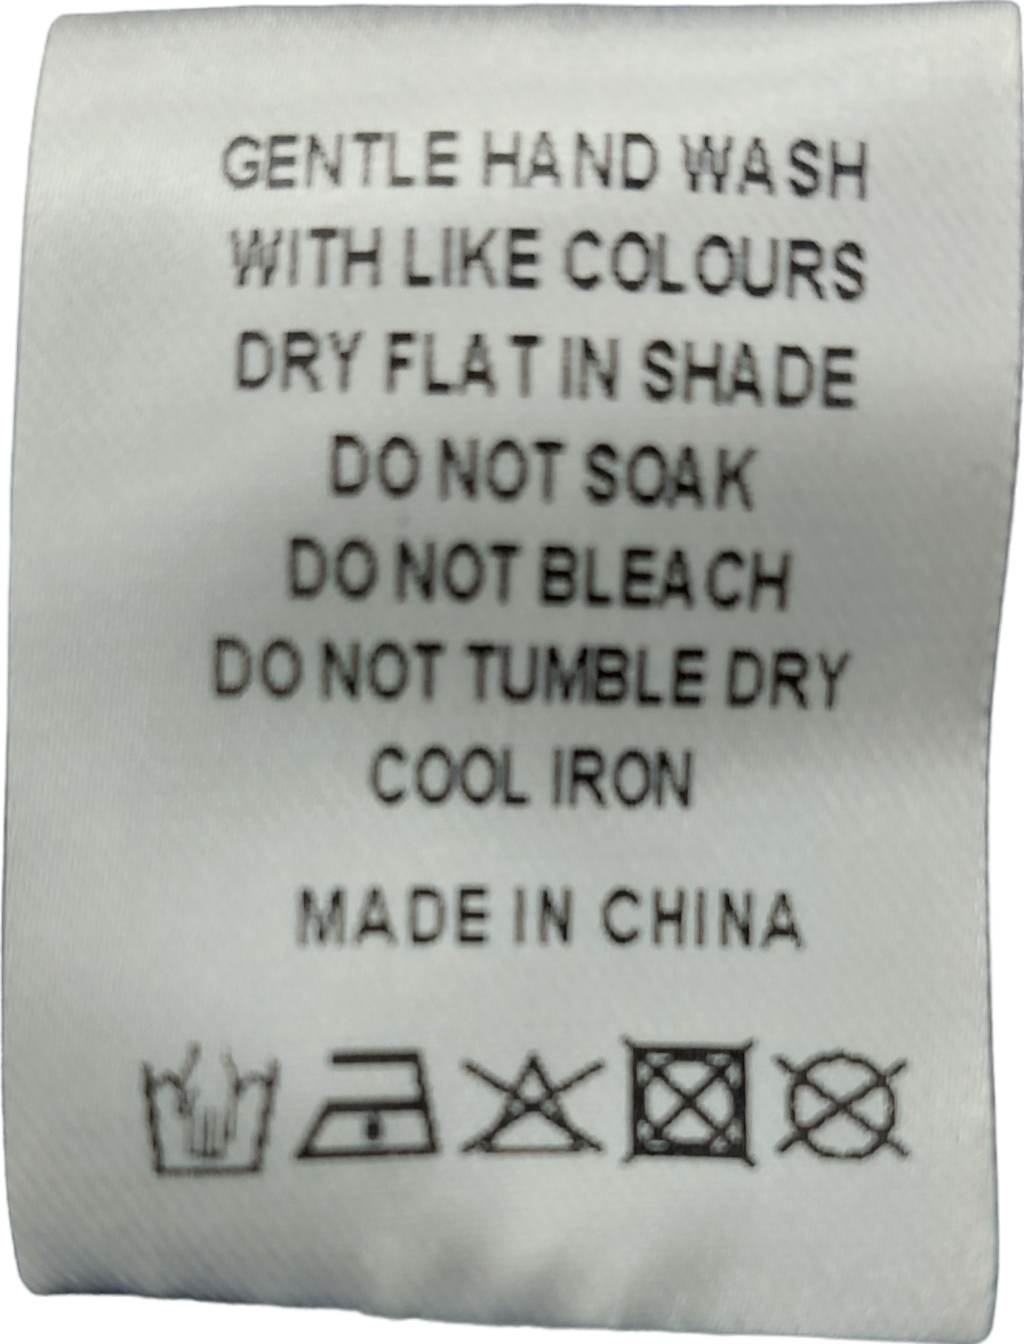 GENTLE HAND WASH
WITH LIKE COLOURS
DRY FLAT IN SHADE
DO NOT SOAK
DO NOT BLEACH
DO NOT TUMBLE DRY
COOL IRON
MADE IN CHINA